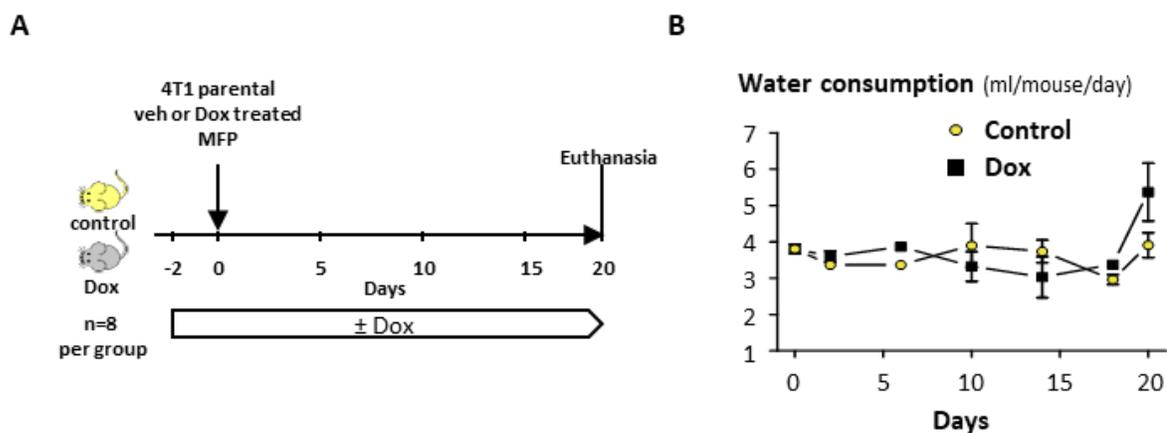 A
4T1 parental
veh or Dox treated
MFP
Euthanasia
control
Dox
-2 0 5 10 15 20
Days
n=8
per group
± Dox
B
Water consumption (ml/mouse/day)
Control
Dox
7
6
5
4
3
2
1
0 5 10 15 20
Days